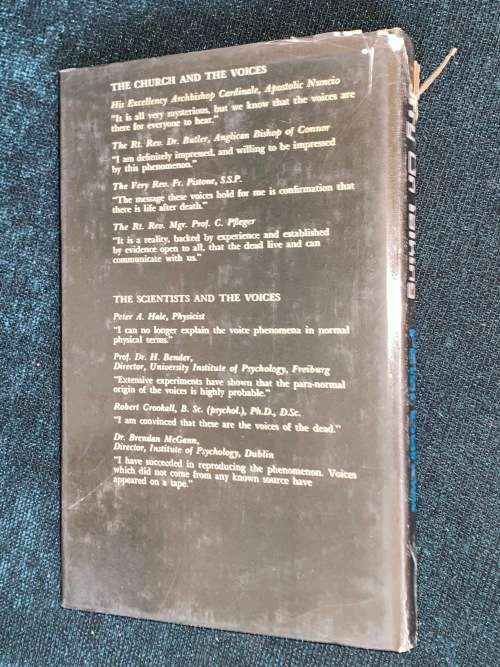 THE CHURCH AND THE VOICES
His Excellency Archbishop Cardinale, Apostolic Nuncio
"It is all very mysterious, but we know that the voices are
there for everyone to hear."
The Rt. Rev. Dr. Butler, Anglican Bishop of Connor
"I am definitely impressed, and willing to be impressed
by this phenomenon."
The Very Rev. Fr. Pistone, S.S.P.
"The message these voices hold for me is confirmation that
there is life after death."
The Rt. Rev. Mgr. Prof. C. Pfleger
"It is a reality, backed by experience and established
by evidence open to all, that the dead live and can
communicate with us."
THE SCIENTISTS AND THE VOICES
Peter A. Hale, Physicist
"I can no longer explain the voice phenomena in normal
physical terms."
Prof. Dr. H. Bender,
Director, University Institute of Psychology, Freiburg
"Extensive experiments have shown that the para-normal
origin of the voices is highly probable."
Robert Crookall, B. Sc. (psychol.), Ph.D., D.Sc.
"I am convinced that these are the voices of the dead."
Dr. Brendan McGann,
Director, Institute of Psychology, Dublin
"I have succeeded in reproducing the phenomenon. Voices
which did not come from any known source have
appeared on a tape."